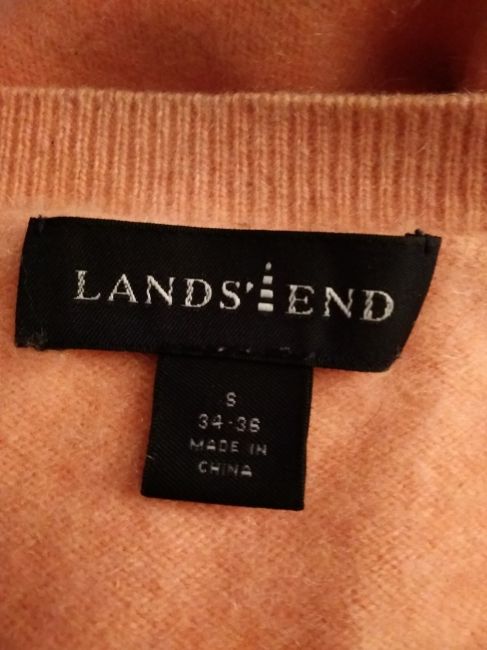 LANDS' END
S
34-36
MADE IN
CHINA